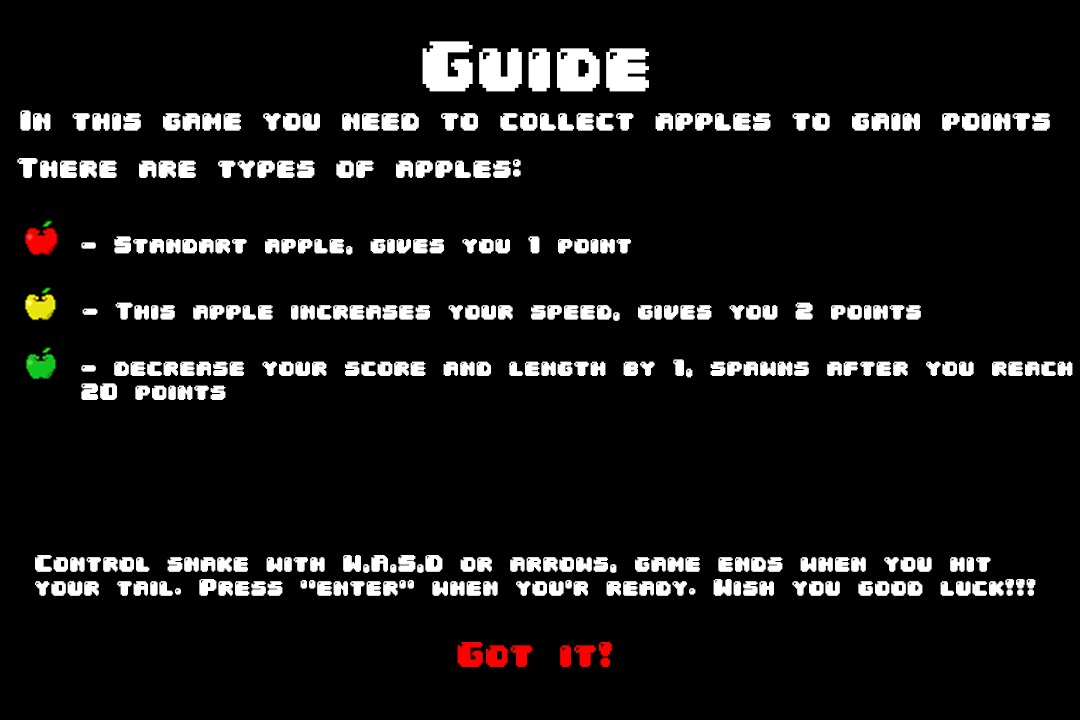 Guide
In this game you need to collect apples to gain points
There are types of apples:
- Standart apple, gives you 1 point
- This apple increases your speed, gives you 2 points
- decrease your score and length by 1, spawns after you reach
20 points
Control snake with W,A,S,D or arrows, game ends when you hit
your tail. Press "enter" when you'r ready. Wish you good luck!!!
Got it!